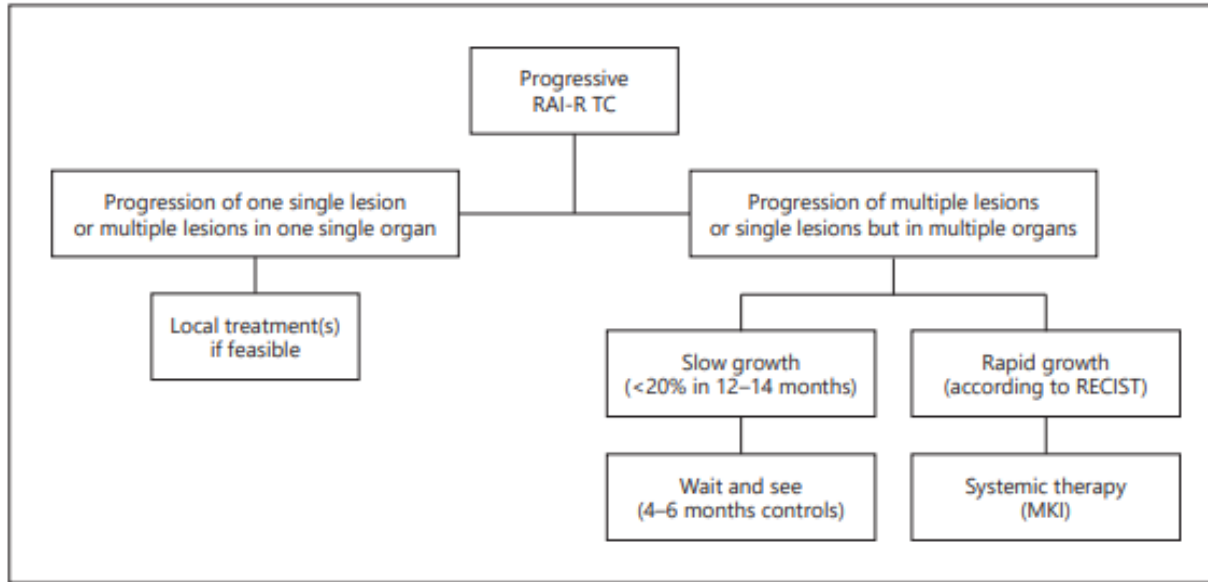 Progressive
RAI-R TC
Progression of one single lesion
or multiple lesions in one single organ
Progression of multiple lesions
or single lesions but in multiple organs
Local treatment(s)
if feasible
Slow growth
(<20% in 12–14 months)
Rapid growth
(according to RECIST)
Wait and see
(4–6 months controls)
Systemic therapy
(MKI)